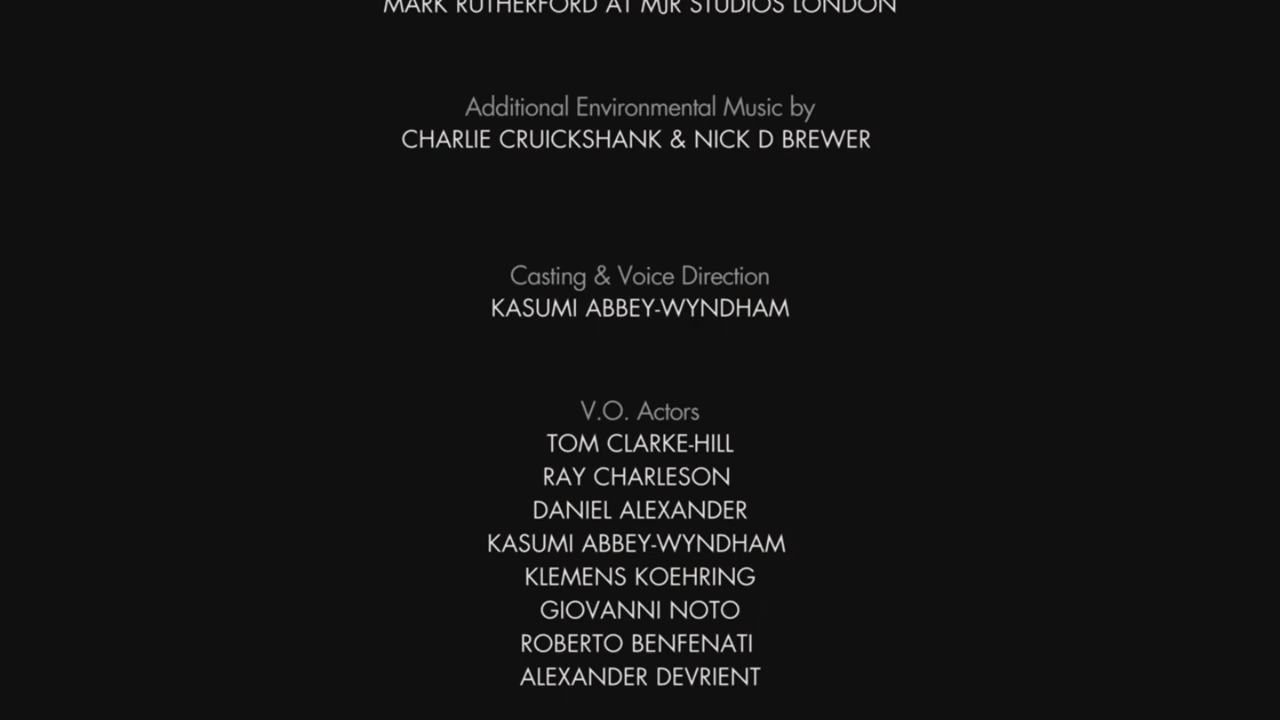 MARK RUTHERFORD AT MJR STUDIOS LONDON
Additional Environmental Music by
CHARLIE CRUICKSHANK & NICK D BREWER
Casting & Voice Direction
KASUMI ABBEY-WYNDHAM
V.O. Actors
TOM CLARKE-HILL
RAY CHARLESON
DANIEL ALEXANDER
KASUMI ABBEY-WYNDHAM
KLEMENS KOEHRING
GIOVANNI NOTO
ROBERTO BENFENATI
ALEXANDER DEVRIENT